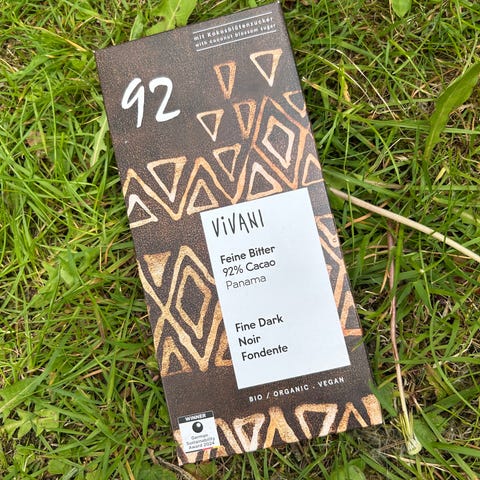 mit Kokosblütenzucker
with coconut blossom sugar
92
ViVANI
Feine Bitter
92% Cacao
Panama
Fine Dark
Noir
Fondente
BIO / ORGANIC . VEGAN
WINNER
German
Sustainability
Award 2024